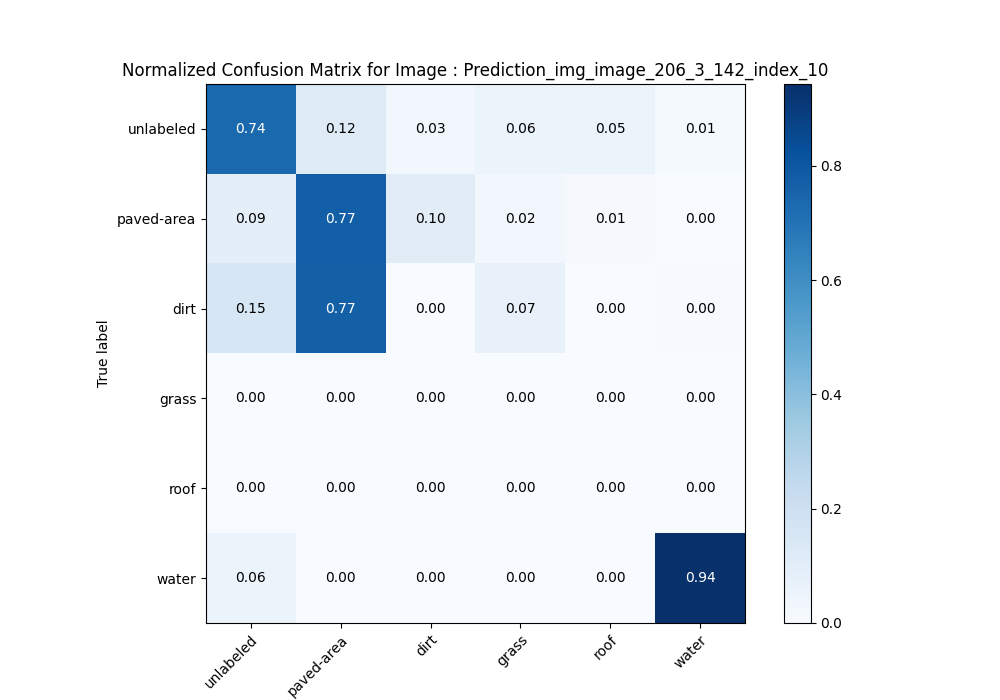 Normalized Confusion Matrix for Image : Prediction_img_image_206_3_142_index_10
unlabeled 0.74 0.12 0.03 0.06 0.05 0.01
paved-area 0.09 0.77 0.10 0.02 0.01 0.00
dirt 0.15 0.77 0.00 0.07 0.00 0.00
grass 0.00 0.00 0.00 0.00 0.00 0.00
roof 0.00 0.00 0.00 0.00 0.00 0.00
water 0.06 0.00 0.00 0.00 0.00 0.94
True label
unlabeled paved-area dirt grass roof water
0.8
0.6
0.4
0.2
0.0